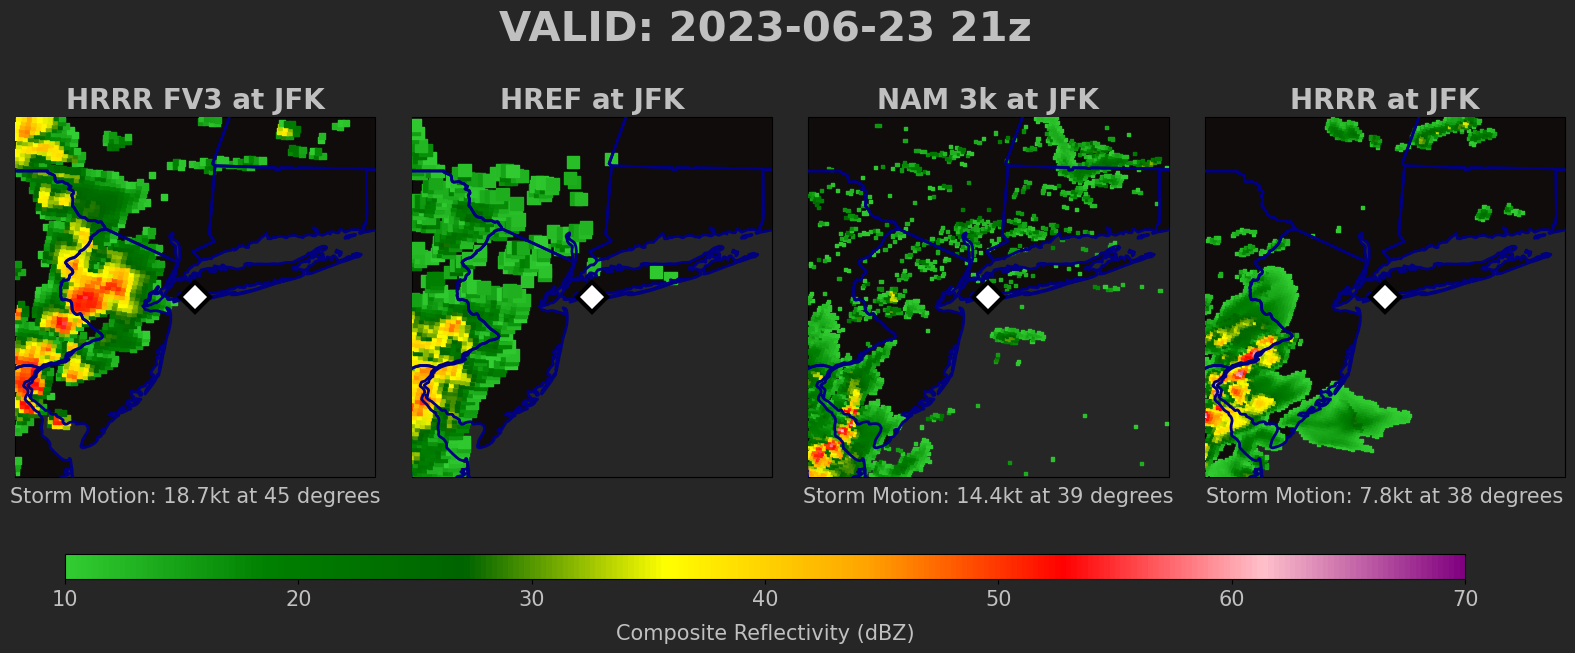 VALID: 2023-06-23 21z
HRRR FV3 at JFK
HREF at JFK
NAM 3k at JFK
HRRR at JFK
Storm Motion: 18.7kt at 45 degrees
Storm Motion: 14.4kt at 39 degrees
Storm Motion: 7.8kt at 38 degrees
10 20 30 40 50 60 70
Composite Reflectivity (dBZ)